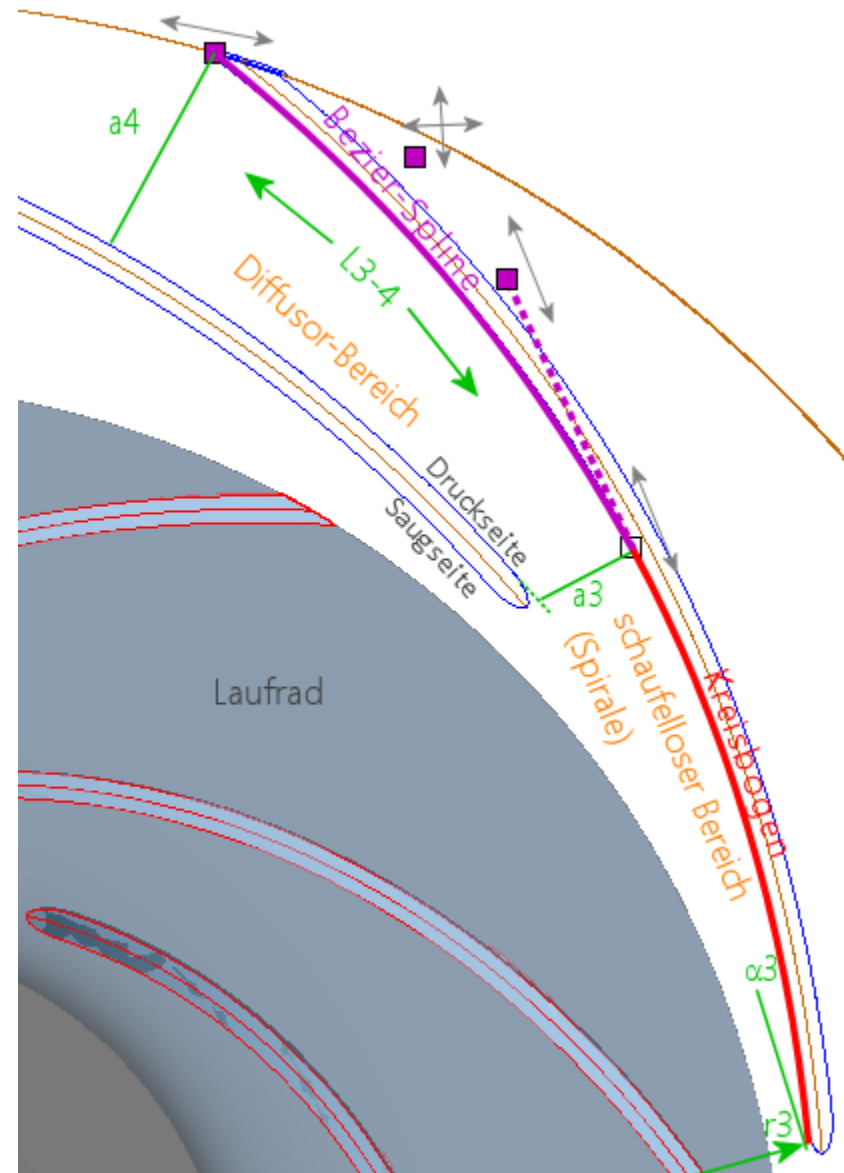 a4
Bezier-Spline
L3-4
Diffusor-Bereich
Druckseite
Saugseite
a3
schaufelloser Bereich
(Spirale)
Laufrad
Kreisbogen
α3
r3